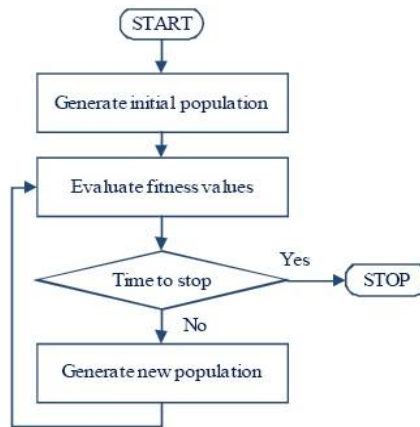 START
Generate initial population
Evaluate fitness values
Time to stop
Yes
STOP
No
Generate new population